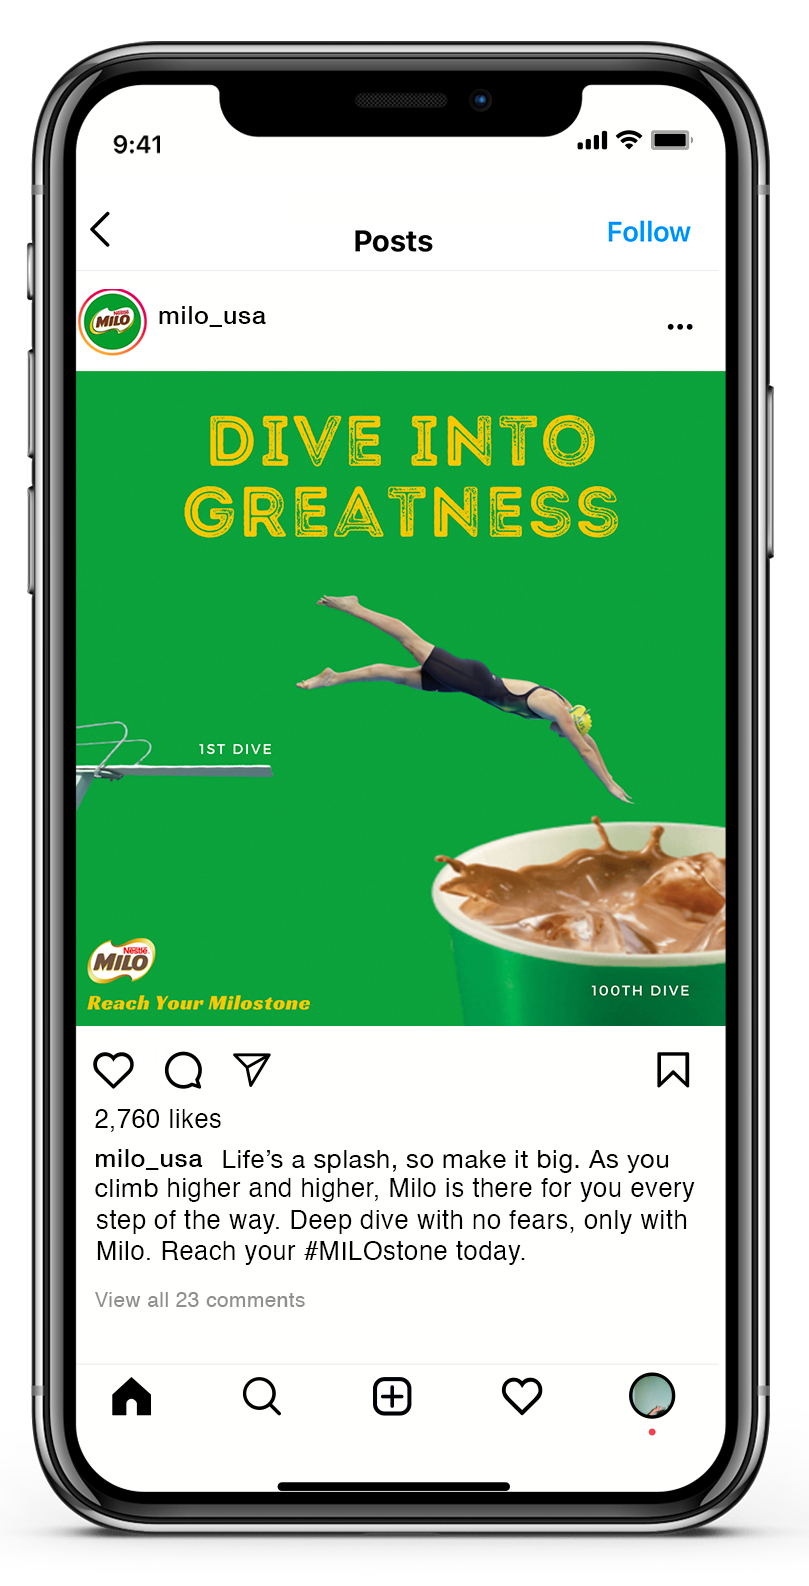 9:41
Posts
Follow
Nestlé
MILO
milo_usa
DIVE INTO
GREATNESS
1ST DIVE
Nestlé
MILO
100TH DIVE
Reach Your Milostone
2,760 likes
milo_usa Life’s a splash, so make it big. As you
climb higher and higher, Milo is there for you every
step of the way. Deep dive with no fears, only with
Milo. Reach your #MILOstone today.
View all 23 comments